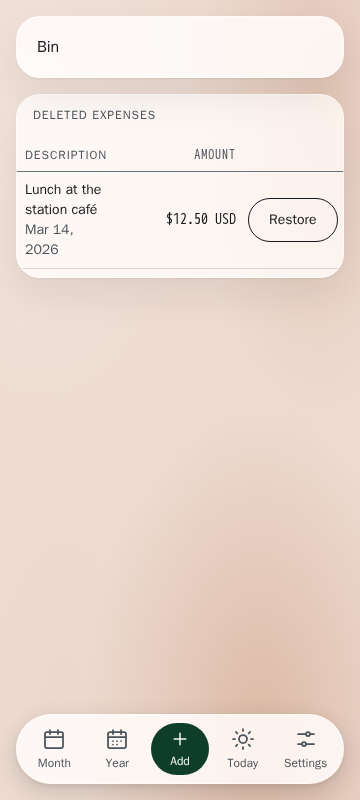 Bin
DELETED EXPENSES
DESCRIPTION AMOUNT
Lunch at the
station café
Mar 14,
2026
$12.50 USD Restore
Month Year Add Today Settings